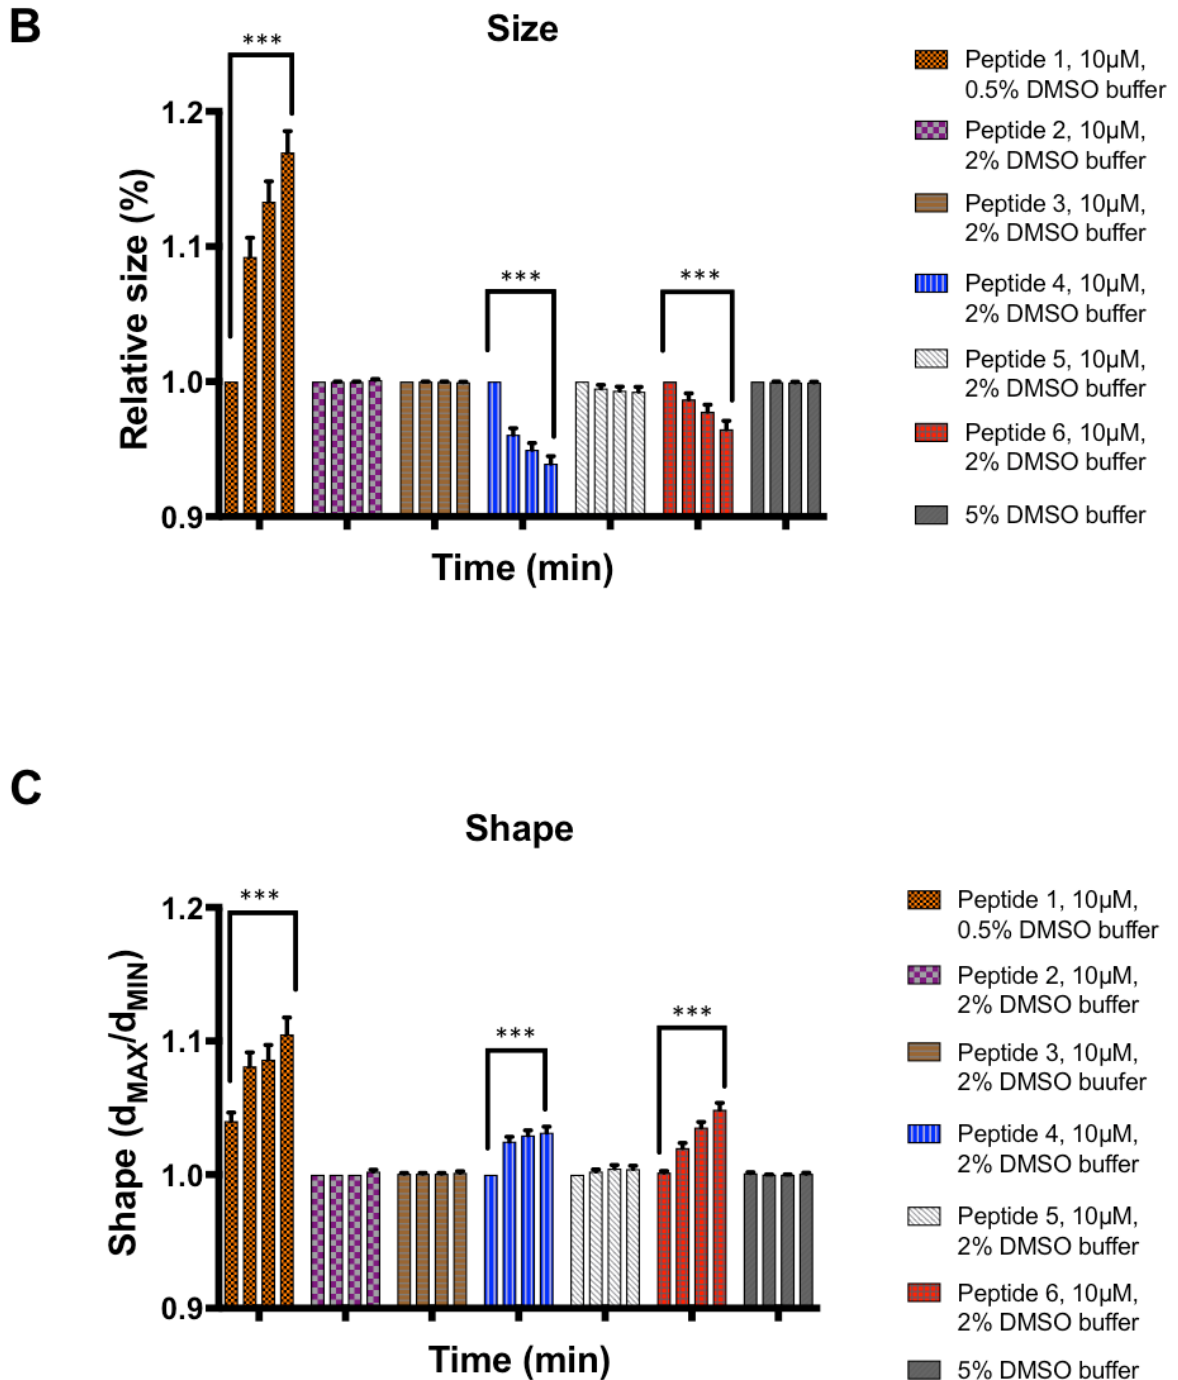 B
Size
***
1.2
1.1
1.0
0.9
Relative size (%)
***
***
Time (min)
Peptide 1, 10µM,
0.5% DMSO buffer
Peptide 2, 10µM,
2% DMSO buffer
Peptide 3, 10µM,
2% DMSO buffer
Peptide 4, 10µM,
2% DMSO buffer
Peptide 5, 10µM,
2% DMSO buffer
Peptide 6, 10µM,
2% DMSO buffer
5% DMSO buffer
C
Shape
***
1.2
1.1
1.0
0.9
Shape (dMAX/dMIN)
***
***
Time (min)
Peptide 1, 10µM,
0.5% DMSO buffer
Peptide 2, 10µM,
2% DMSO buffer
Peptide 3, 10µM,
2% DMSO buufer
Peptide 4, 10µM,
2% DMSO buffer
Peptide 5, 10µM,
2% DMSO buffer
Peptide 6, 10µM,
2% DMSO buffer
5% DMSO buffer